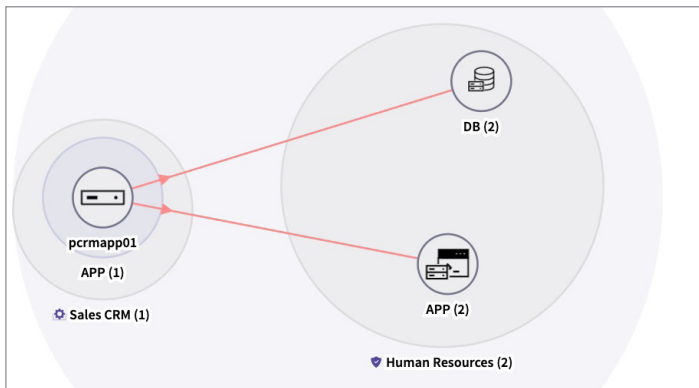 DB (2)
pcrmapp01
APP (1)
Sales CRM (1)
APP (2)
Human Resources (2)